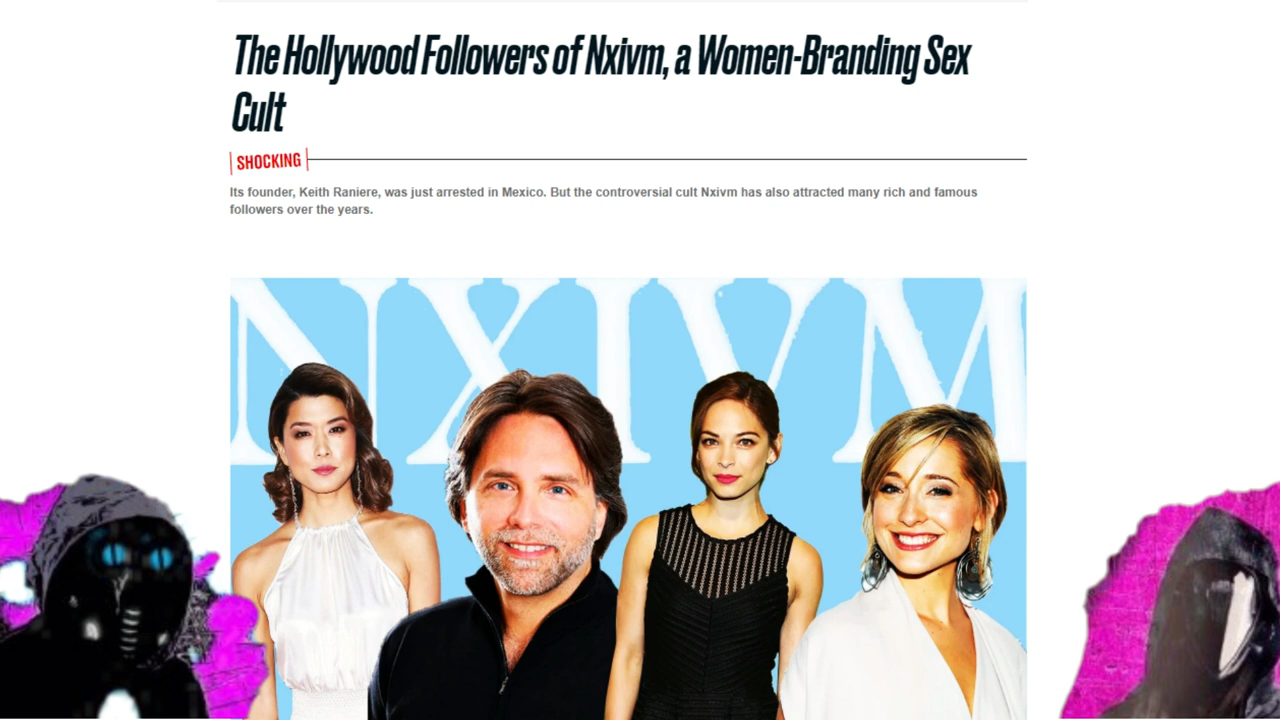 The Hollywood Followers of Nxivm, a Women-Branding Sex
Cult
SHOCKING
Its founder, Keith Raniere, was just arrested in Mexico. But the controversial cult Nxivm has also attracted many rich and famous
followers over the years.
NXIVM